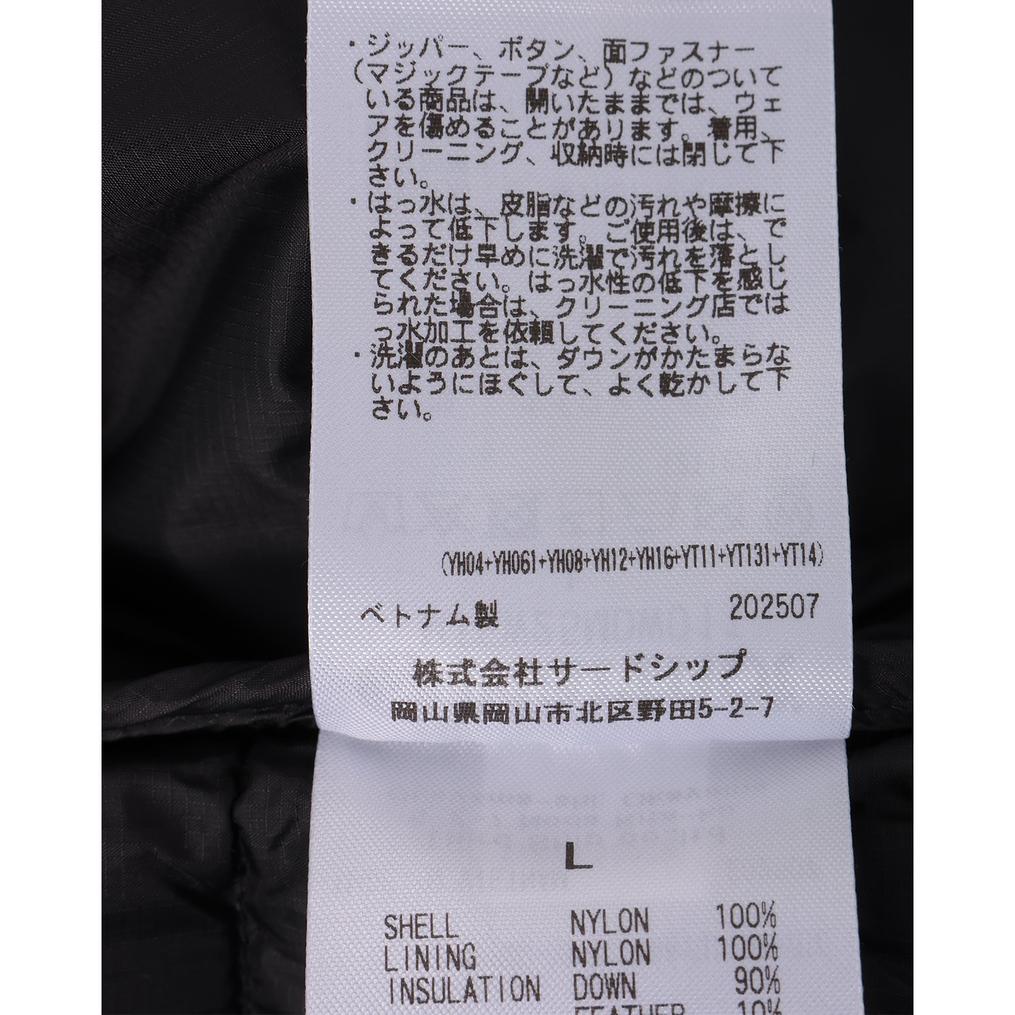 ・ジッパー、ボタン、面ファスナー
（マジックテープなど）などのついて
いる商品は、開いたままでは、ウェ
アを傷めることがあります。着用、
クリーニング、収納時には閉じて下
さい。
・はっ水は、皮脂などの汚れや摩擦に
よって低下します。ご使用後は、で
きるだけ早めに洗濯で汚れを落とし
てください。はっ水性の低下を感じ
られた場合は、クリーニング店では
っ水加工を依頼してください。
・洗濯のあとは、ダウンがかたまらな
いようにほぐして、よく乾かして下
さい。
(YH04+YH061+YH08+YH12+YH16+YT11+YT131+YT14)
ベトナム製 202507
株式会社サードシップ
岡山県岡山市北区野田5-2-7
L
SHELL NYLON 100%
LINING NYLON 100%
INSULATION DOWN 90%
FEATHER 10%